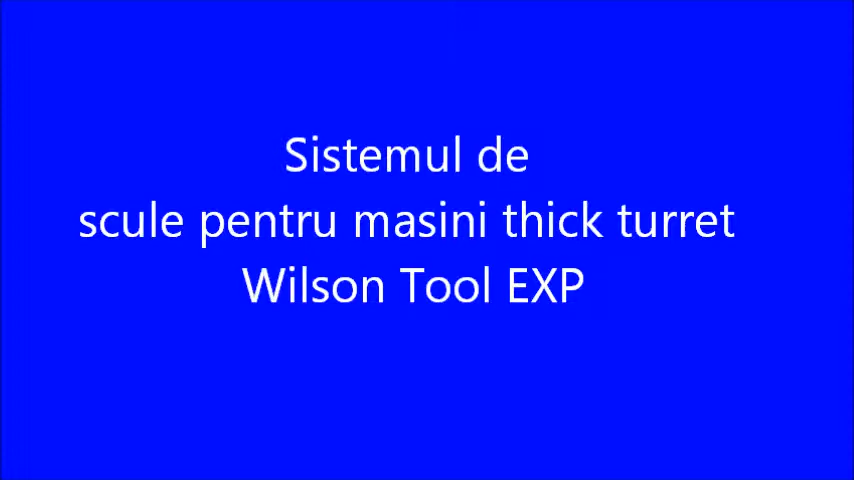 Sistemul de
scule pentru masini thick turret
Wilson Tool EXP